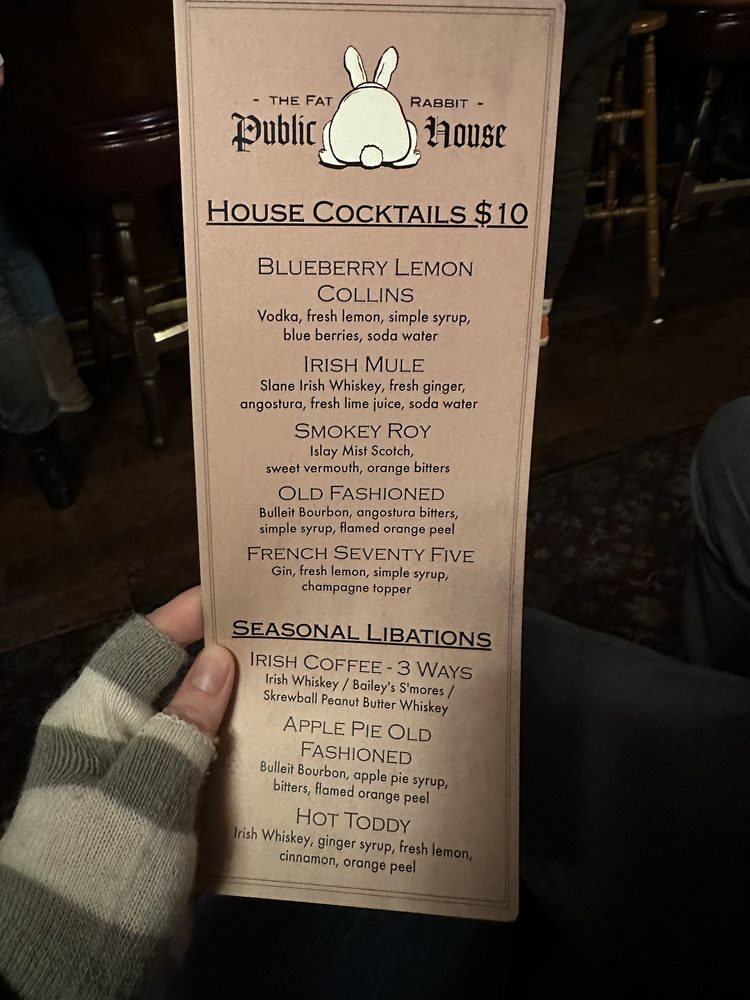 - THE FAT RABBIT -
Public House
HOUSE COCKTAILS $10
BLUEBERRY LEMON
COLLINS
Vodka, fresh lemon, simple syrup,
blue berries, soda water
IRISH MULE
Slane Irish Whiskey, fresh ginger,
angostura, fresh lime juice, soda water
SMOKEY ROY
Islay Mist Scotch,
sweet vermouth, orange bitters
OLD FASHIONED
Bulleit Bourbon, angostura bitters,
simple syrup, flamed orange peel
FRENCH SEVENTY FIVE
Gin, fresh lemon, simple syrup,
champagne topper
SEASONAL LIBATIONS
IRISH COFFEE - 3 WAYS
Irish Whiskey / Bailey's S'mores /
Skrewball Peanut Butter Whiskey
APPLE PIE OLD
FASHIONED
Bulleit Bourbon, apple pie syrup,
bitters, flamed orange peel
HOT TODDY
Irish Whiskey, ginger syrup, fresh lemon,
cinnamon, orange peel